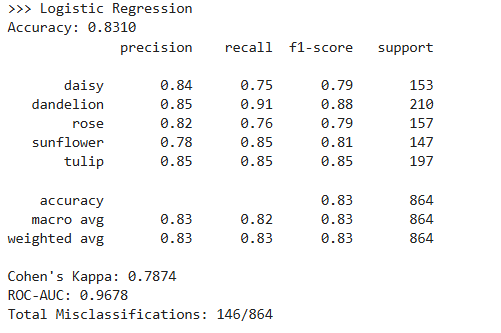 >>> Logistic Regression
Accuracy: 0.8310
precision recall f1-score support
daisy 0.84 0.75 0.79 153
dandelion 0.85 0.91 0.88 210
rose 0.82 0.76 0.79 157
sunflower 0.78 0.85 0.81 147
tulip 0.85 0.85 0.85 197
accuracy 0.83 864
macro avg 0.83 0.82 0.83 864
weighted avg 0.83 0.83 0.83 864
Cohen's Kappa: 0.7874
ROC-AUC: 0.9678
Total Misclassifications: 146/864